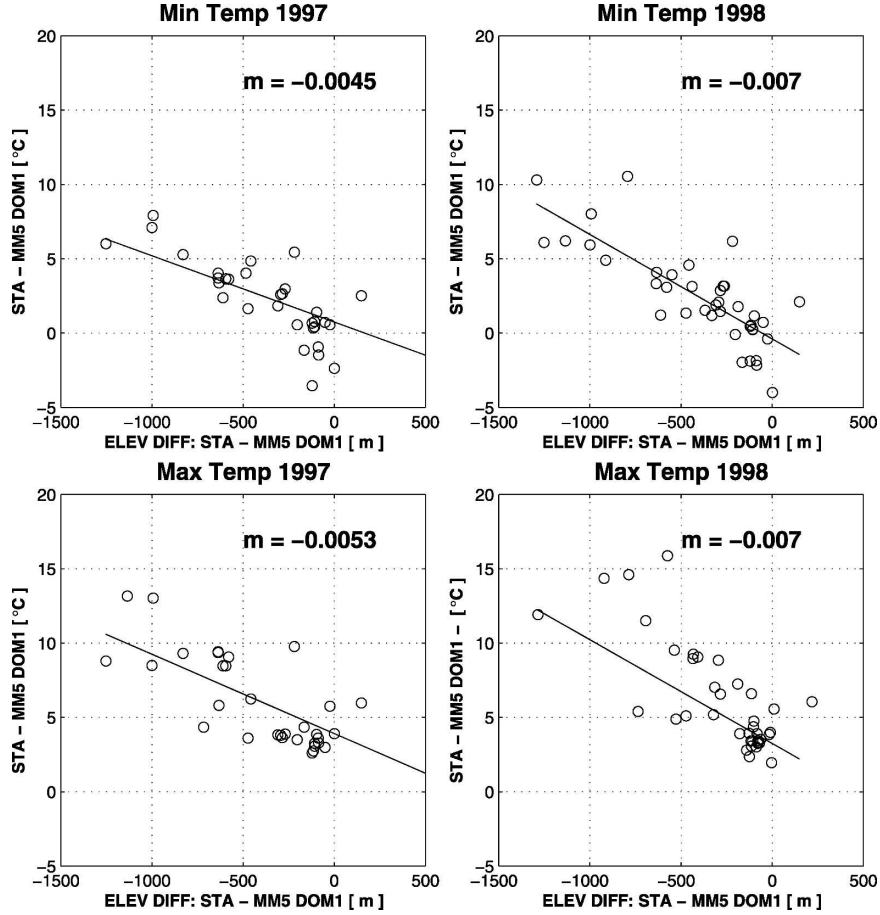 Min Temp 1997
STA − MM5 DOM1 [ °C ]
20
15
10
5
0
−5
m = −0.0045
−1500 −1000 −500 0 500
ELEV DIFF: STA − MM5 DOM1 [ m ]
Min Temp 1998
STA − MM5 DOM1 [ °C ]
20
15
10
5
0
−5
m = −0.007
−1500 −1000 −500 0 500
ELEV DIFF: STA − MM5 DOM1 [ m ]
Max Temp 1997
STA − MM5 DOM1 [ °C ]
20
15
10
5
0
−5
m = −0.0053
−1500 −1000 −500 0 500
ELEV DIFF: STA − MM5 DOM1 [ m ]
Max Temp 1998
STA − MM5 DOM1 − [ °C ]
20
15
10
5
0
−5
m = −0.007
−1500 −1000 −500 0 500
ELEV DIFF: STA − MM5 DOM1 [ m ]